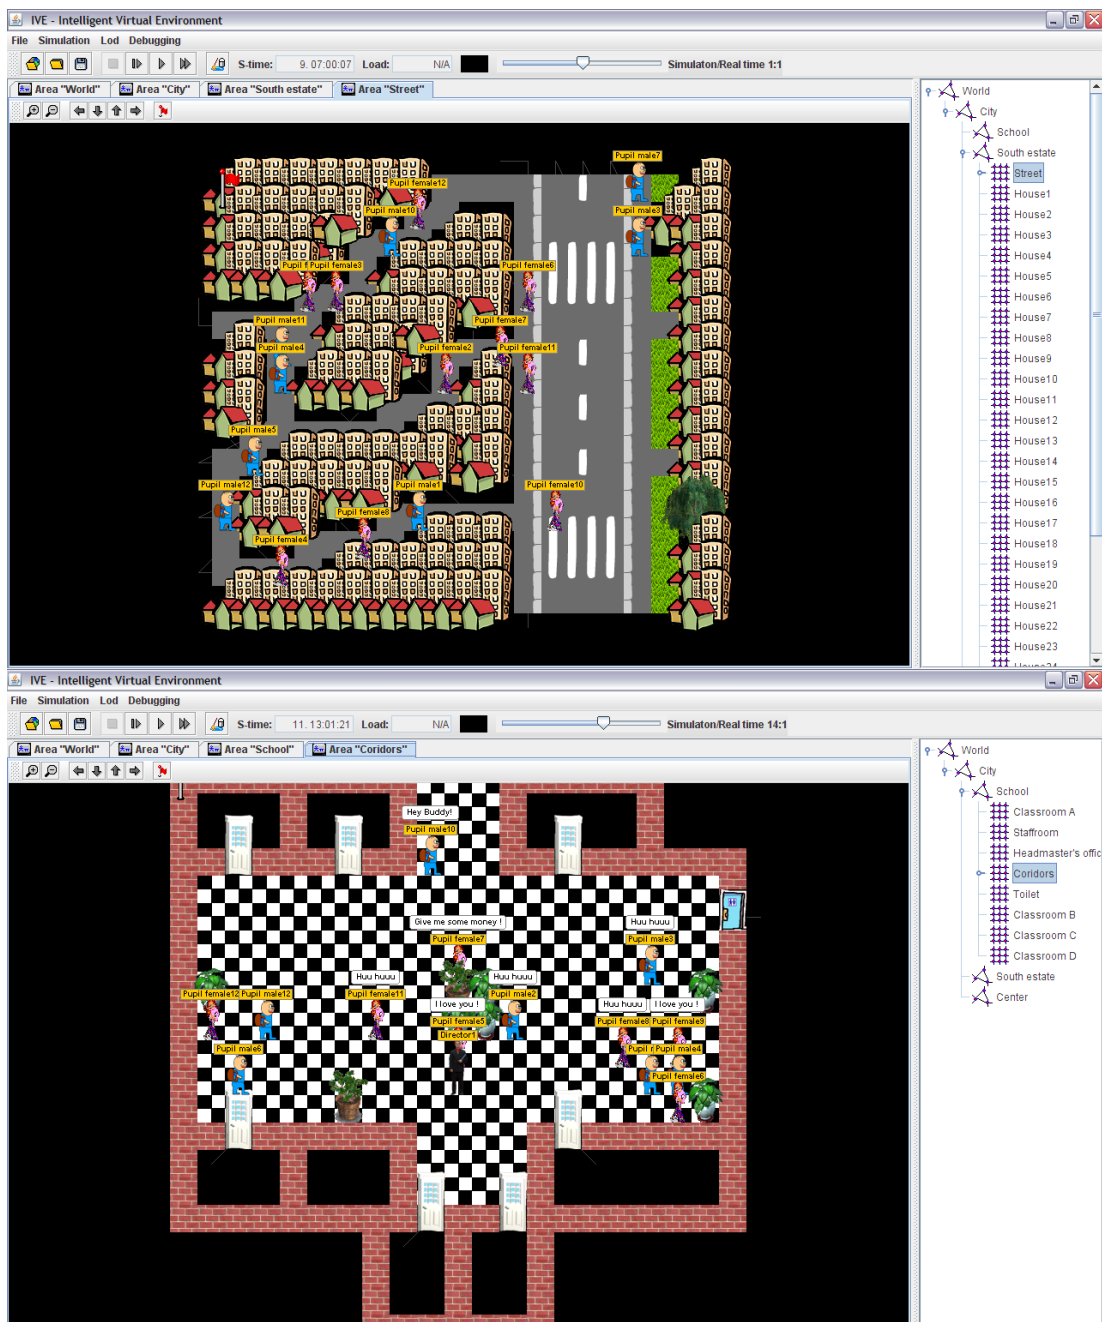 IVE - Intelligent Virtual Environment
File Simulation Lod Debugging
S-time: 9. 07:00:07 Load: N/A Simulaton/Real time 1:1
Area "World" Area "City" Area "South estate" Area "Street"
World
City
School
South estate
Street
House1
House2
House3
House4
House5
House6
House7
House8
House9
House10
House11
House12
House13
House14
House15
House16
House17
House18
House19
House20
House21
House22
House23
House24
Pupil male7
Pupil female12
Pupil male10
Pupil male3
Pupil f
Pupil female3
Pupil female6
Pupil male11
Pupil female7
Pupil male4
Pupil female2
Pupil female11
Pupil male5
Pupil male12
Pupil male1
Pupil female10
Pupil female8
Pupil female4
IVE - Intelligent Virtual Environment
File Simulation Lod Debugging
S-time: 11. 13:01:21 Load: N/A Simulaton/Real time 14:1
Area "World" Area "City" Area "School" Area "Coridors"
World
City
School
Classroom A
Staffroom
Headmaster's offic
Coridors
Toilet
Classroom B
Classroom C
Classroom D
South estate
Center
Hey Buddy!
Pupil male10
Give me some money !
Huu huuu
Pupil female7
Pupil male3
Huu huuu
Huu huuu
Pupil female12
Pupil male12
Pupil female11
Pupil male2
I love you !
Huu huuu
I love you !
Pupil female5
Pupil female8
Pupil female3
Director1
Pupil male6
Pupil
Pupil male4
Pupil female6